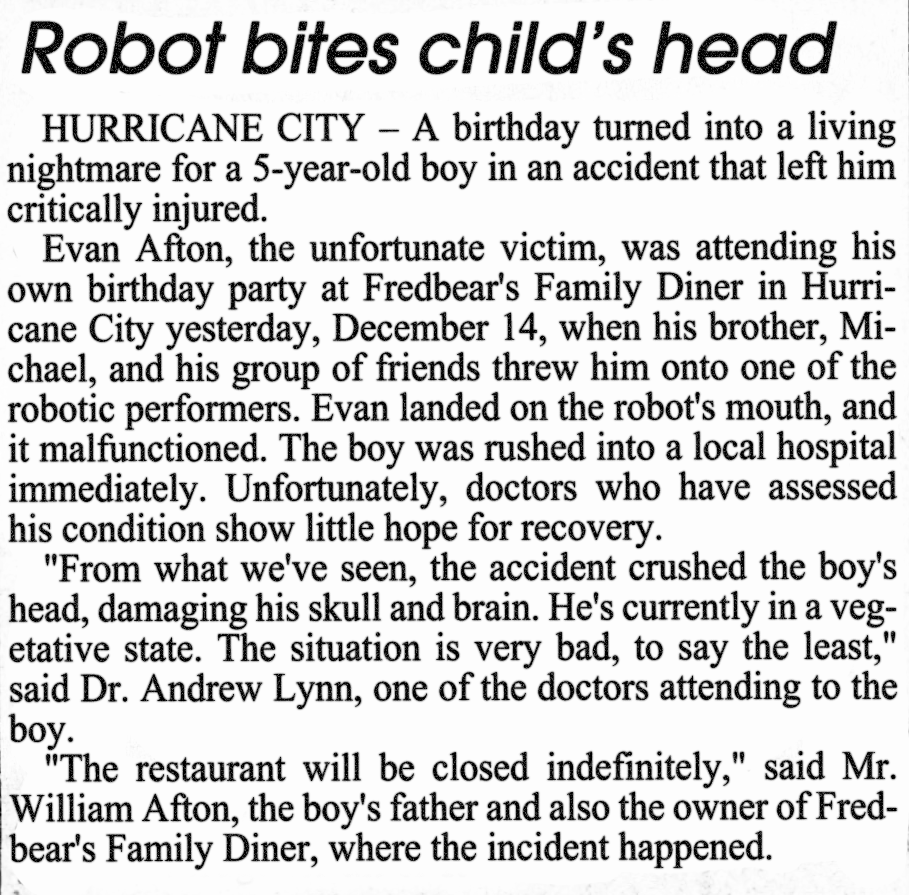 Robot bites child's head
HURRICANE CITY – A birthday turned into a living
nightmare for a 5-year-old boy in an accident that left him
critically injured.
Evan Afton, the unfortunate victim, was attending his
own birthday party at Fredbear's Family Diner in Hurri-
cane City yesterday, December 14, when his brother, Mi-
chael, and his group of friends threw him onto one of the
robotic performers. Evan landed on the robot's mouth, and
it malfunctioned. The boy was rushed into a local hospital
immediately. Unfortunately, doctors who have assessed
his condition show little hope for recovery.
"From what we've seen, the accident crushed the boy's
head, damaging his skull and brain. He's currently in a veg-
etative state. The situation is very bad, to say the least,"
said Dr. Andrew Lynn, one of the doctors attending to the
boy.
"The restaurant will be closed indefinitely," said Mr.
William Afton, the boy's father and also the owner of Fred-
bear's Family Diner, where the incident happened.